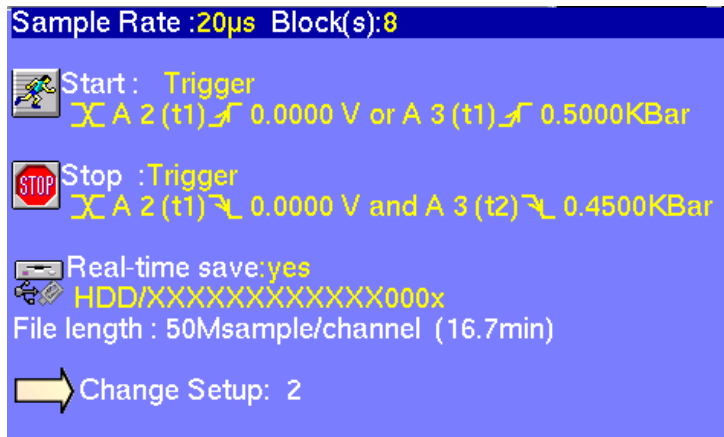 Sample Rate :20µs Block(s):8
Start : Trigger
A 2 (t1) 0.0000 V or A 3 (t1) 0.5000KBar
STOP Stop :Trigger
A 2 (t1) 0.0000 V and A 3 (t2) 0.4500KBar
Real-time save:yes
HDD/XXXXXXXXXXXX000x
File length : 50Msample/channel (16.7min)
Change Setup: 2